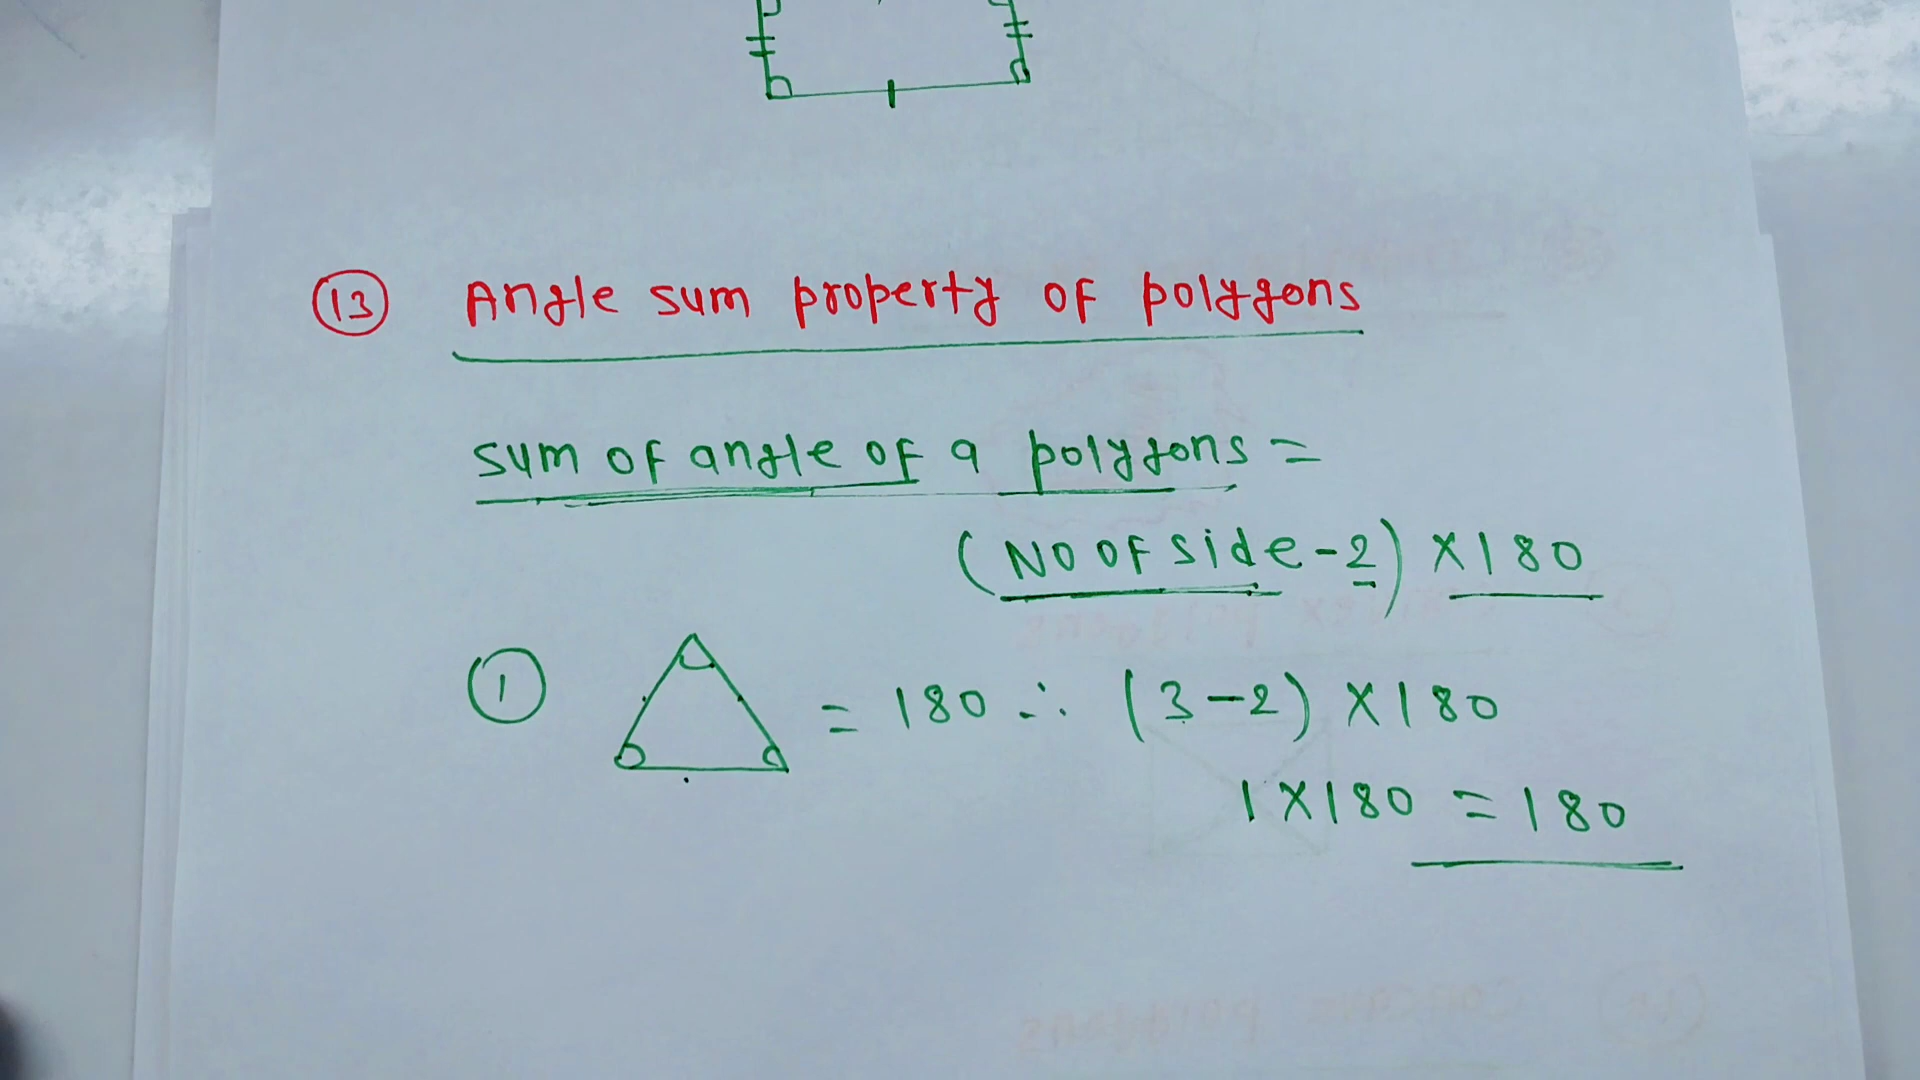 13 Angle sum property of polygons
sum of angle of a polygons =
(No of side - 2) × 180
1 = 180 ∴ (3 - 2) × 180
1 × 180 = 180